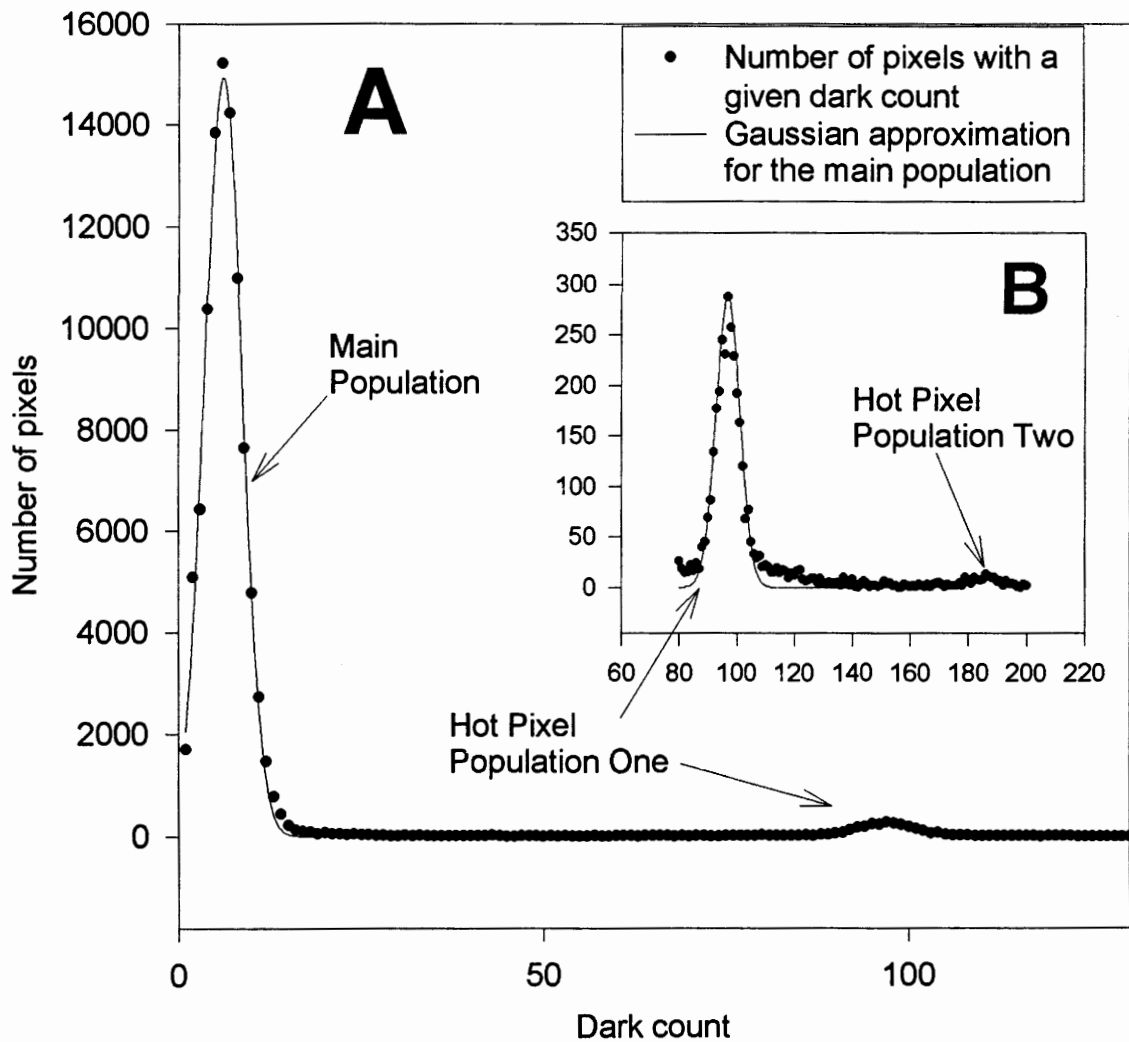 16000
14000
12000
10000
8000
6000
4000
2000
0
Number of pixels
0
50
100
Dark count
A
Main
Population
Hot Pixel
Population One
Number of pixels with a
given dark count
Gaussian approximation
for the main population
B
350
300
250
200
150
100
50
0
60 80 100 120 140 160 180 200 220
Hot Pixel
Population Two